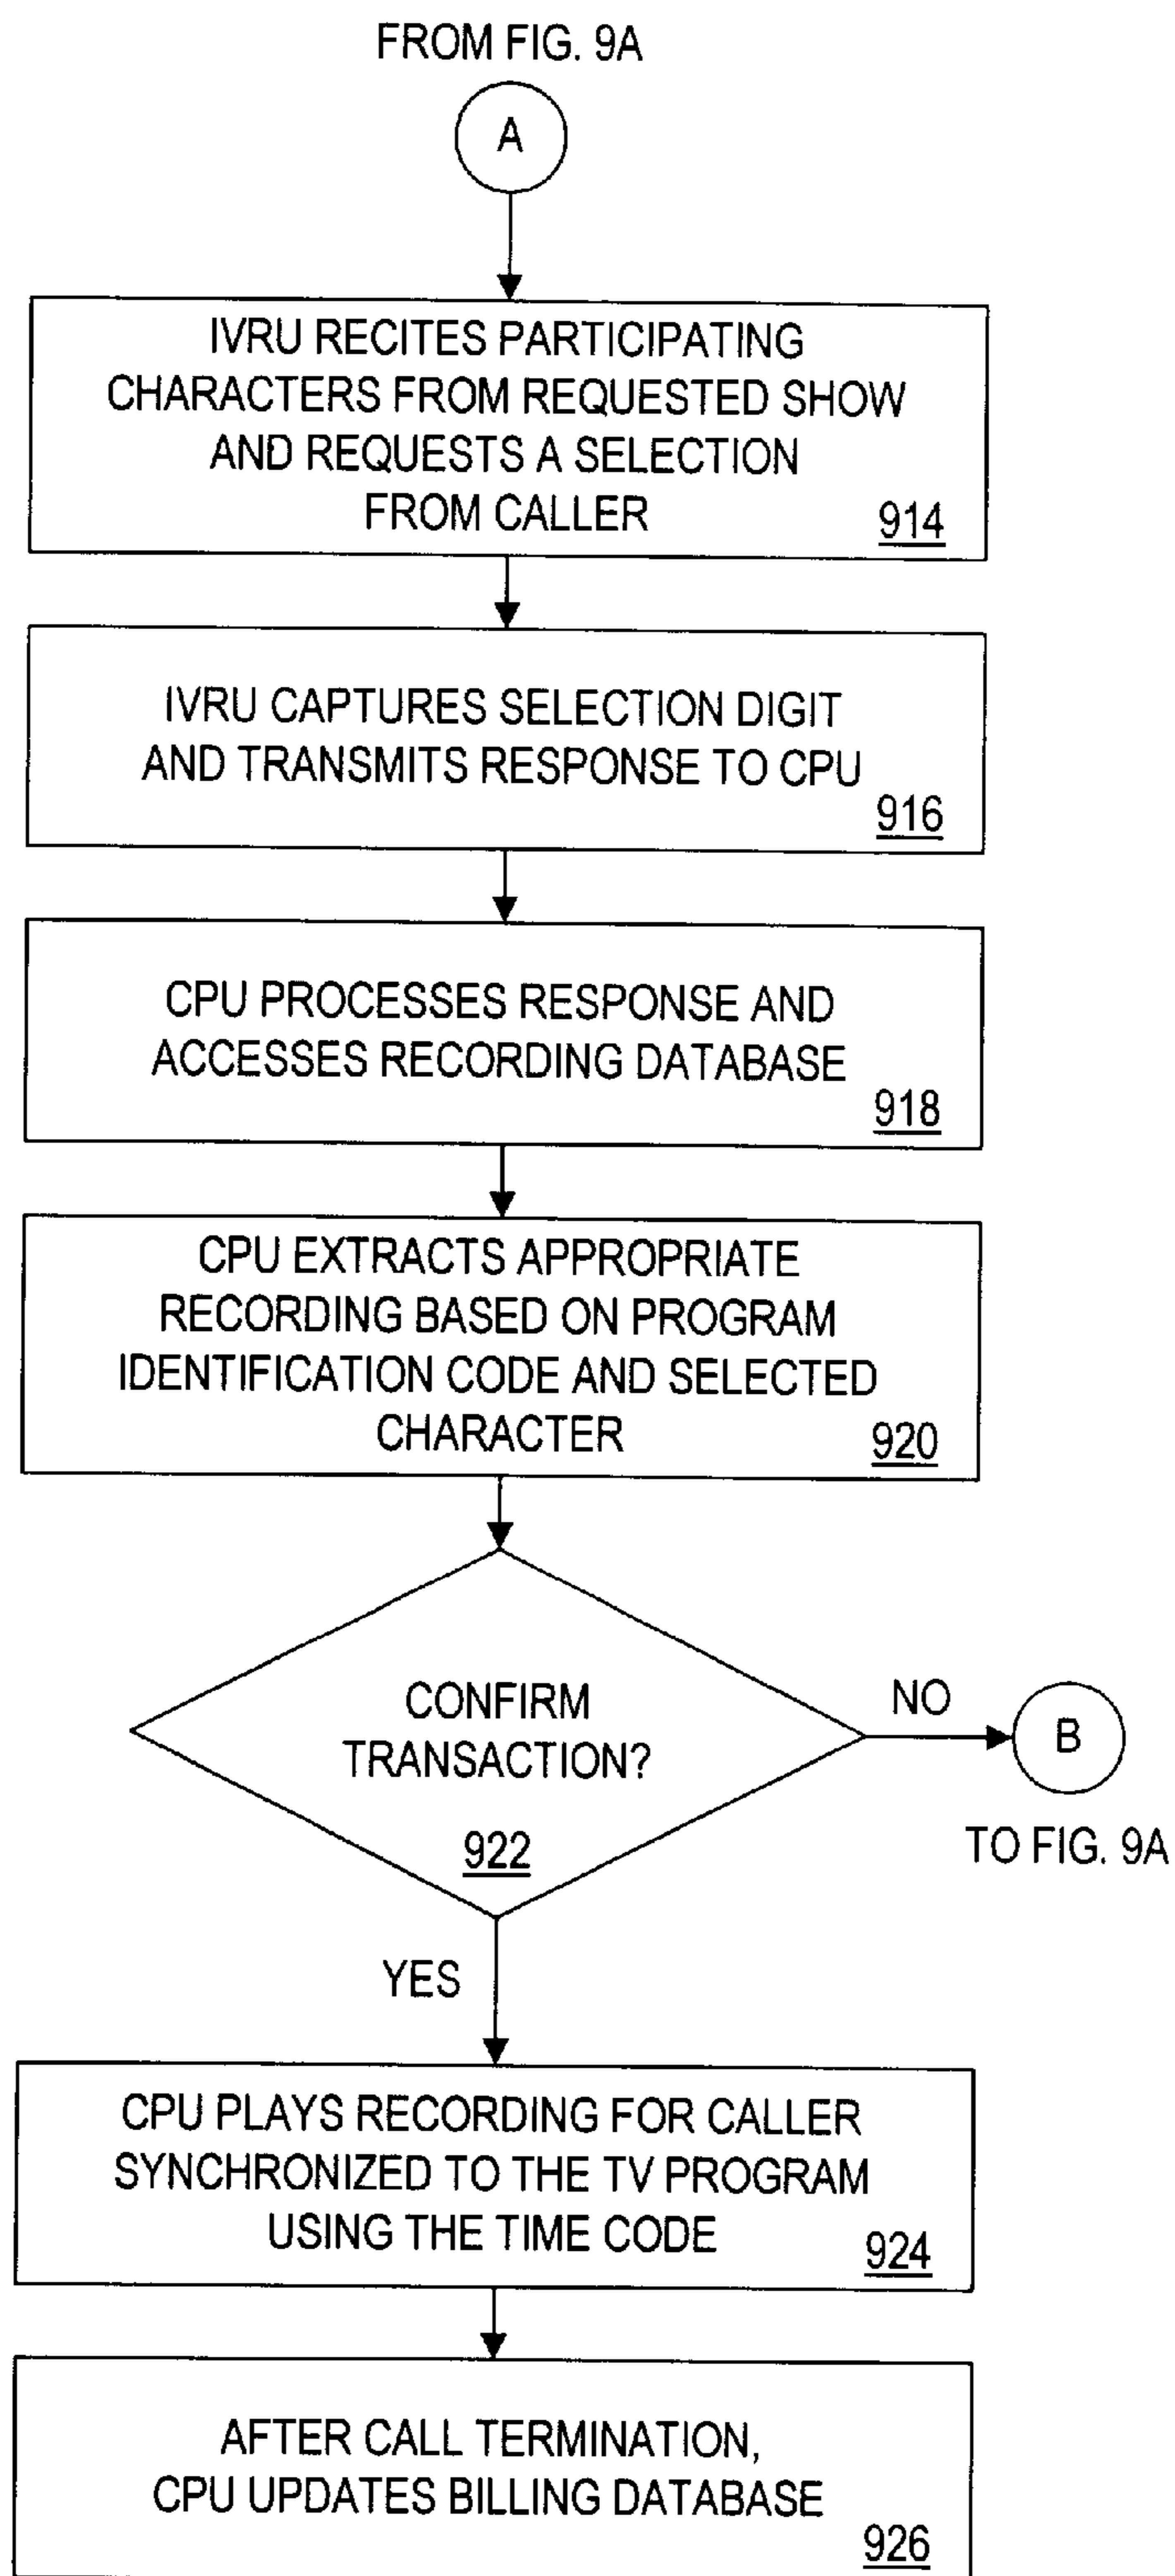 FROM FIG. 9A
A
IVRU RECITES PARTICIPATING
CHARACTERS FROM REQUESTED SHOW
AND REQUESTS A SELECTION
FROM CALLER
914
IVRU CAPTURES SELECTION DIGIT
AND TRANSMITS RESPONSE TO CPU
916
CPU PROCESSES RESPONSE AND
ACCESSES RECORDING DATABASE
918
CPU EXTRACTS APPROPRIATE
RECORDING BASED ON PROGRAM
IDENTIFICATION CODE AND SELECTED
CHARACTER
920
CONFIRM
TRANSACTION?
922
NO
B
TO FIG. 9A
YES
CPU PLAYS RECORDING FOR CALLER
SYNCHRONIZED TO THE TV PROGRAM
USING THE TIME CODE
924
AFTER CALL TERMINATION,
CPU UPDATES BILLING DATABASE
926